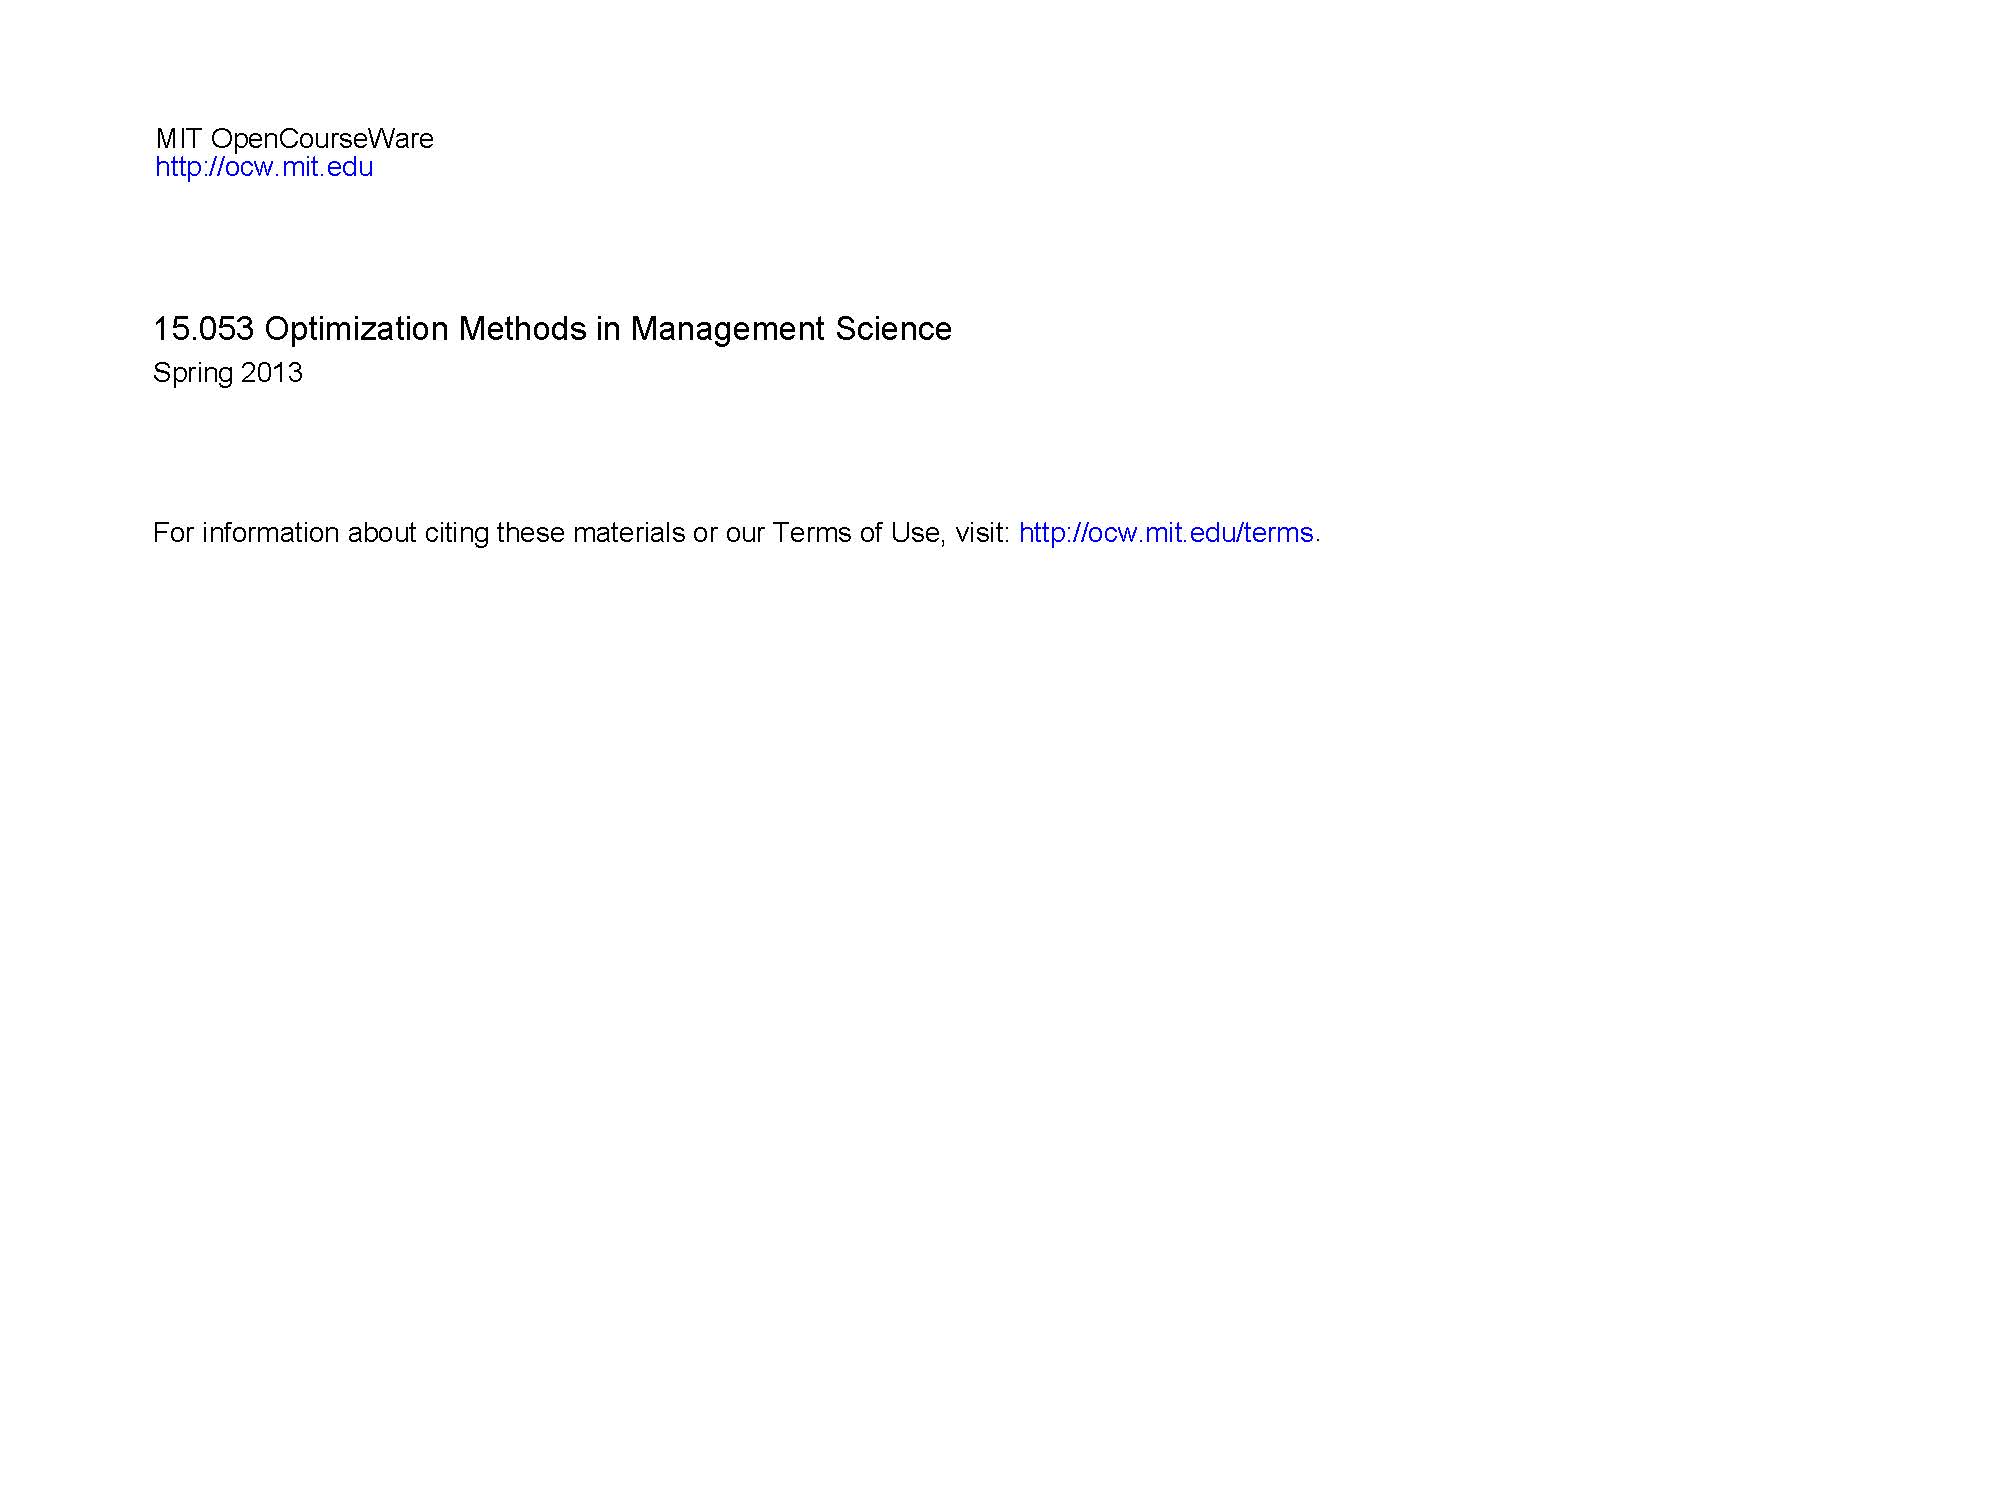 MIT OpenCourseWare
http://ocw.mit.edu
15.053 Optimization Methods in Management Science
Spring 2013
For information about citing these materials or our Terms of Use, visit: http://ocw.mit.edu/terms.